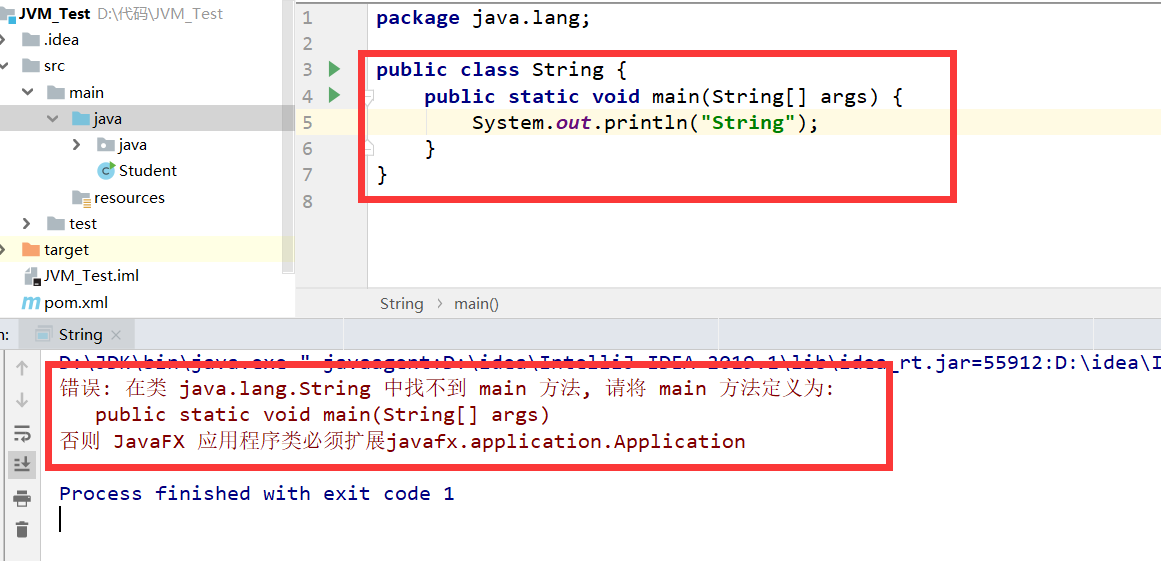 JVM_Test D:\代码\JVM_Test
.idea
src
main
java
java
Student
resources
test
target
JVM_Test.iml
pom.xml
1 package java.lang;
2
3 public class String {
4 public static void main(String[] args) {
5 System.out.println("String");
6 }
7 }
8
String > main()
n: String ×
D:\JDK\bin\java.exe "-javaagent:D:\idea\IntelliJ IDEA 2019.1\lib\idea_rt.jar=55912:D:\idea\I
错误: 在类 java.lang.String 中找不到 main 方法, 请将 main 方法定义为:
public static void main(String[] args)
否则 JavaFX 应用程序类必须扩展javafx.application.Application
Process finished with exit code 1